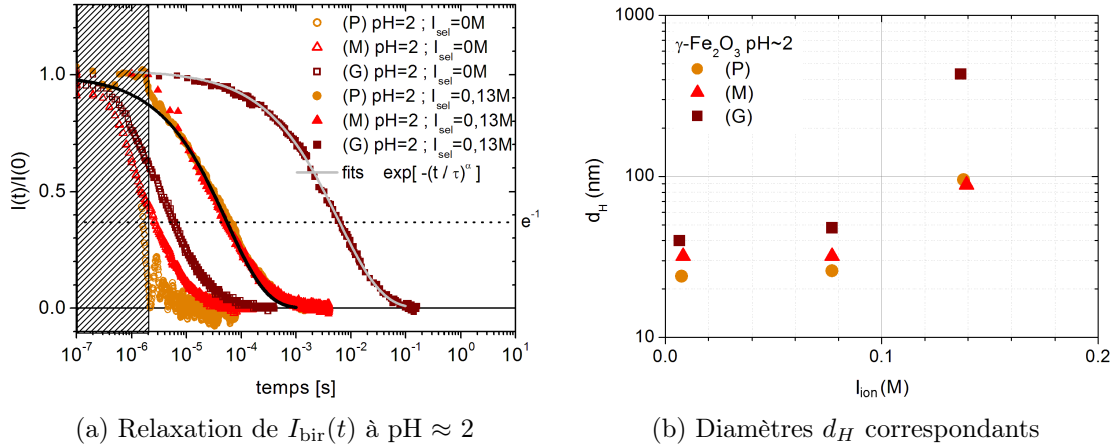 (P) pH=2 ; I_sel=0M
(M) pH=2 ; I_sel=0M
(G) pH=2 ; I_sel=0M
(P) pH=2 ; I_sel=0,13M
(M) pH=2 ; I_sel=0,13M
(G) pH=2 ; I_sel=0,13M
fits exp[ -(t / τ)^α ]
1.0
0.5
0.0
I(t)/I(0)
e^-1
10^-7 10^-6 10^-5 10^-4 10^-3 10^-2 10^-1 10^0 10^1
temps [s]
(a) Relaxation de I_bir(t) à pH ≈ 2
1000
100
10
d_H (nm)
γ-Fe₂O₃ pH~2
(P)
(M)
(G)
0.0 0.1 0.2
I_ion(M)
(b) Diamètres d_H correspondants